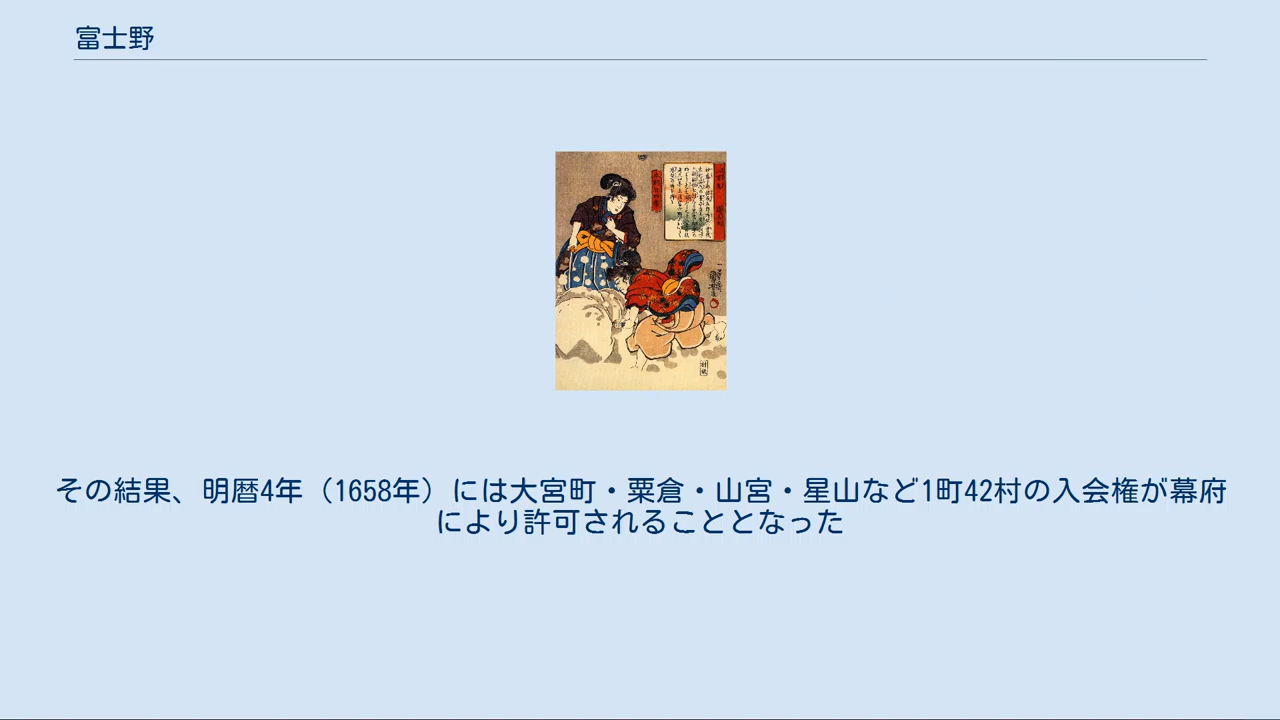 富士野
その結果、明暦4年（1658年）には大宮町・粟倉・山宮・星山など1町42村の入会権が幕府
により許可されることとなった